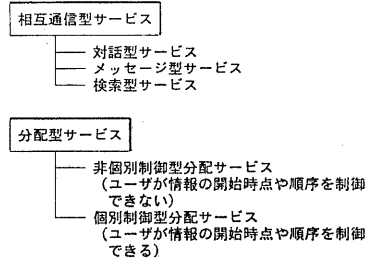 相互通信型サービス
対話型サービス
メッセージ型サービス
検索型サービス
分配型サービス
非個別制御型分配サービス
(ユーザが情報の開始時点や順序を制御
できない)
個別制御型分配サービス
(ユーザが情報の開始時点や順序を制御
できる)